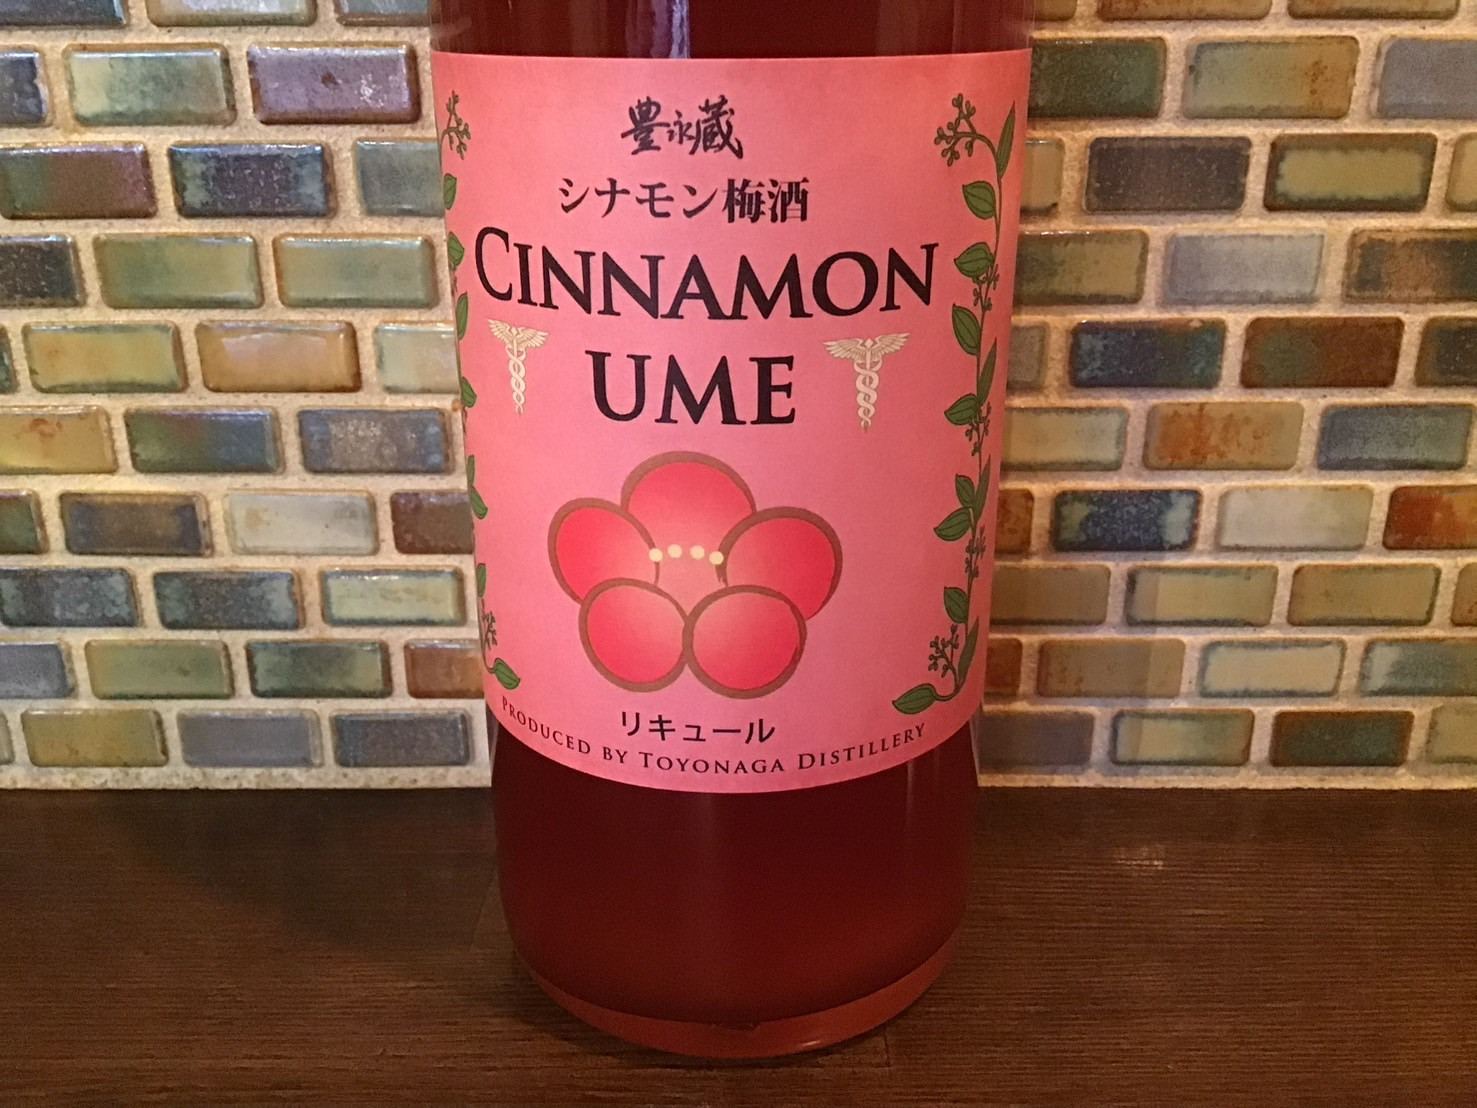 豊永蔵
シナモン梅酒
CINNAMON
UME
リキュール
PRODUCED BY TOYONAGA DISTILLERY